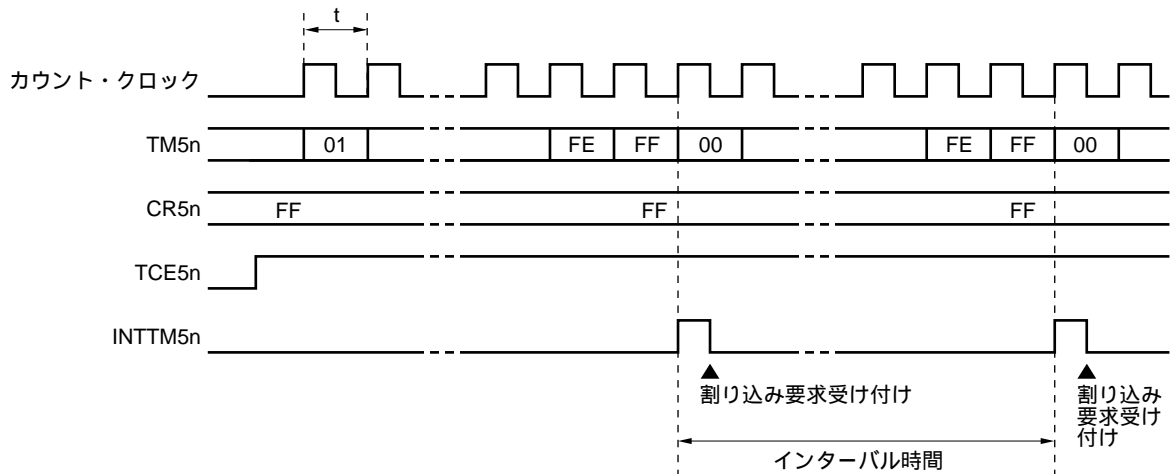 t
カウント・クロック
TM5n 01 FE FF 00 FE FF 00
CR5n FF FF FF
TCE5n
INTTM5n
割り込み要求受け付け
割り込み
要求受け
付け
インターバル時間